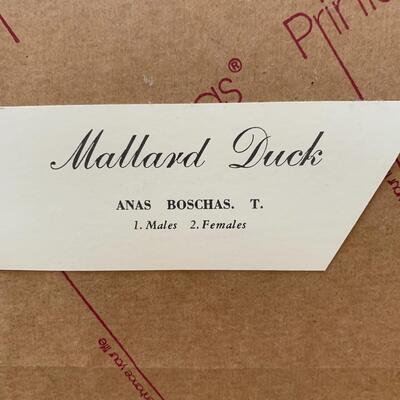 Mallard Duck
ANAS BOSCHAS. T.
1. Males 2. Females